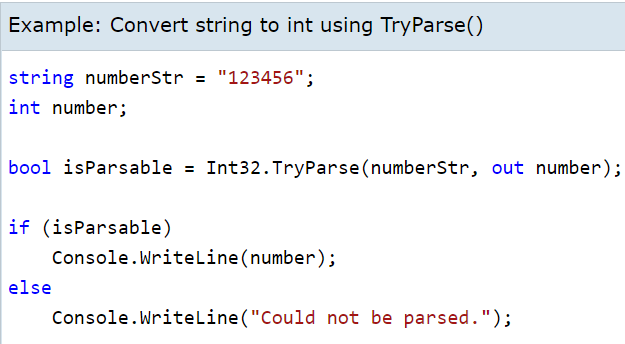 Example: Convert string to int using TryParse()
string numberStr = "123456";
int number;
bool isParsable = Int32.TryParse(numberStr, out number);
if (isParsable)
    Console.WriteLine(number);
else
    Console.WriteLine("Could not be parsed.");